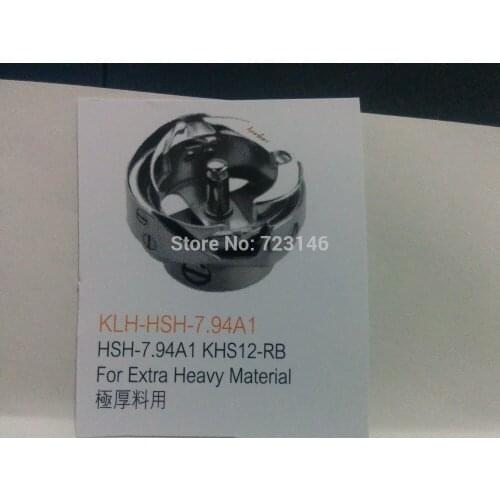 Store No: 723146
KLH-HSH-7.94A1
HSH-7.94A1 KHS12-RB
For Extra Heavy Material
極厚料用